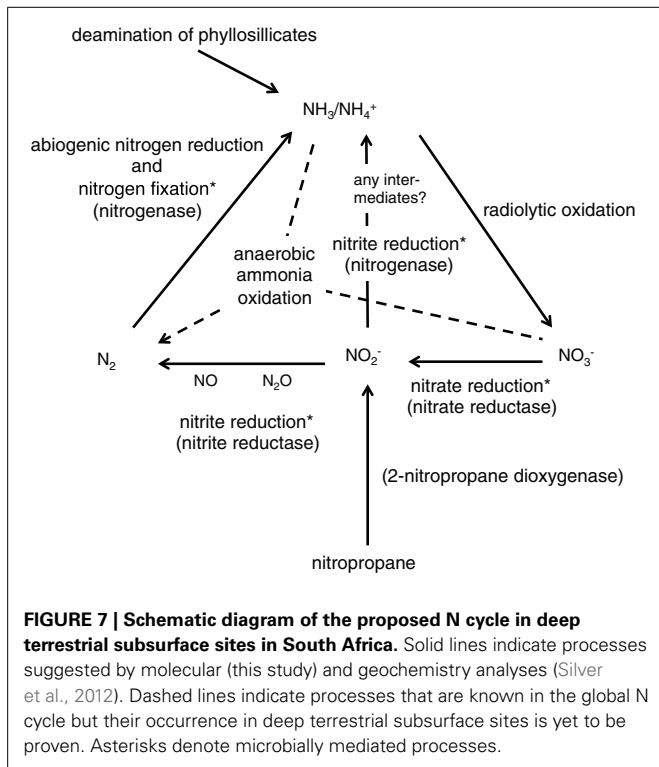 deamination of phyllosillicates
NH₃/NH₄⁺
abiogenic nitrogen reduction
and
nitrogen fixation*
(nitrogenase)
any inter-
mediates?
radiolytic oxidation
nitrite reduction*
(nitrogenase)
anaerobic
ammonia
oxidation
N₂
NO
N₂O
NO₂⁻
NO₃⁻
nitrite reduction*
(nitrite reductase)
nitrate reduction*
(nitrate reductase)
(2-nitropropane dioxygenase)
nitropropane
FIGURE 7 | Schematic diagram of the proposed N cycle in deep
terrestrial subsurface sites in South Africa. Solid lines indicate processes
suggested by molecular (this study) and geochemistry analyses (Silver
et al., 2012). Dashed lines indicate processes that are known in the global N
cycle but their occurrence in deep terrestrial subsurface sites is yet to be
proven. Asterisks denote microbially mediated processes.